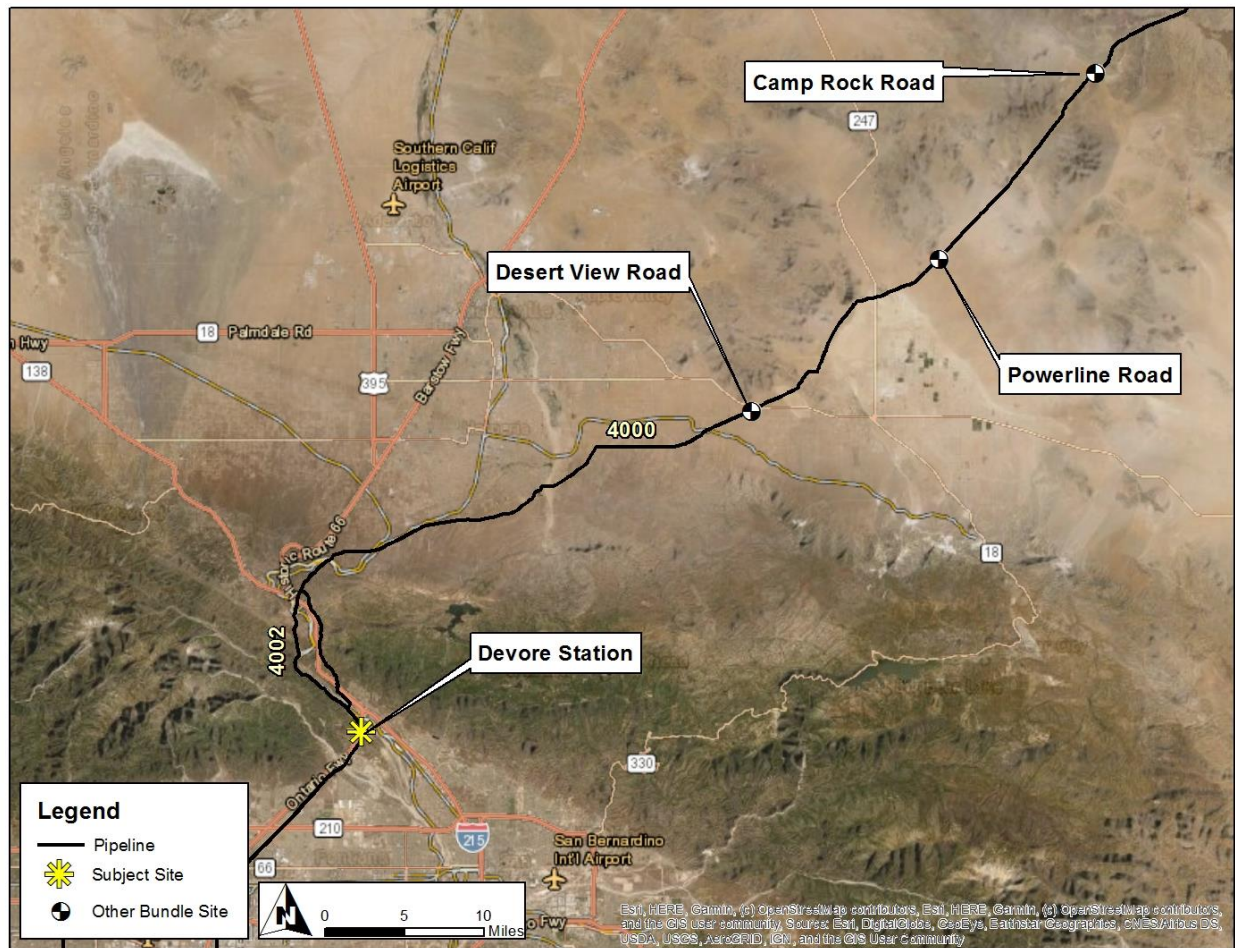 Camp Rock Road
247
Southern Calif
Logistics
Airport
Desert View Road
18
Palmdale Rd
Hwy
138
395
Barstow Fwy
Powerline Road
4000
Historic Route 66
18
4002
Devore Station
330
Ontario Fwy
210
215
San Bernardino
Int'l Airport
66
Fwy
Legend
Pipeline
Subject Site
Other Bundle Site
N
0 5 10
Miles
Esri, HERE, Garmin, (c) OpenStreetMap contributors, Esri, HERE, Garmin, (c) OpenStreetMap contributors,
and the GIS user community, Source: Esri, DigitalGlobe, GeoEye, Earthstar Geographics, CNES/Airbus DS,
USDA, USGS, AeroGRID, IGN, and the GIS User Community